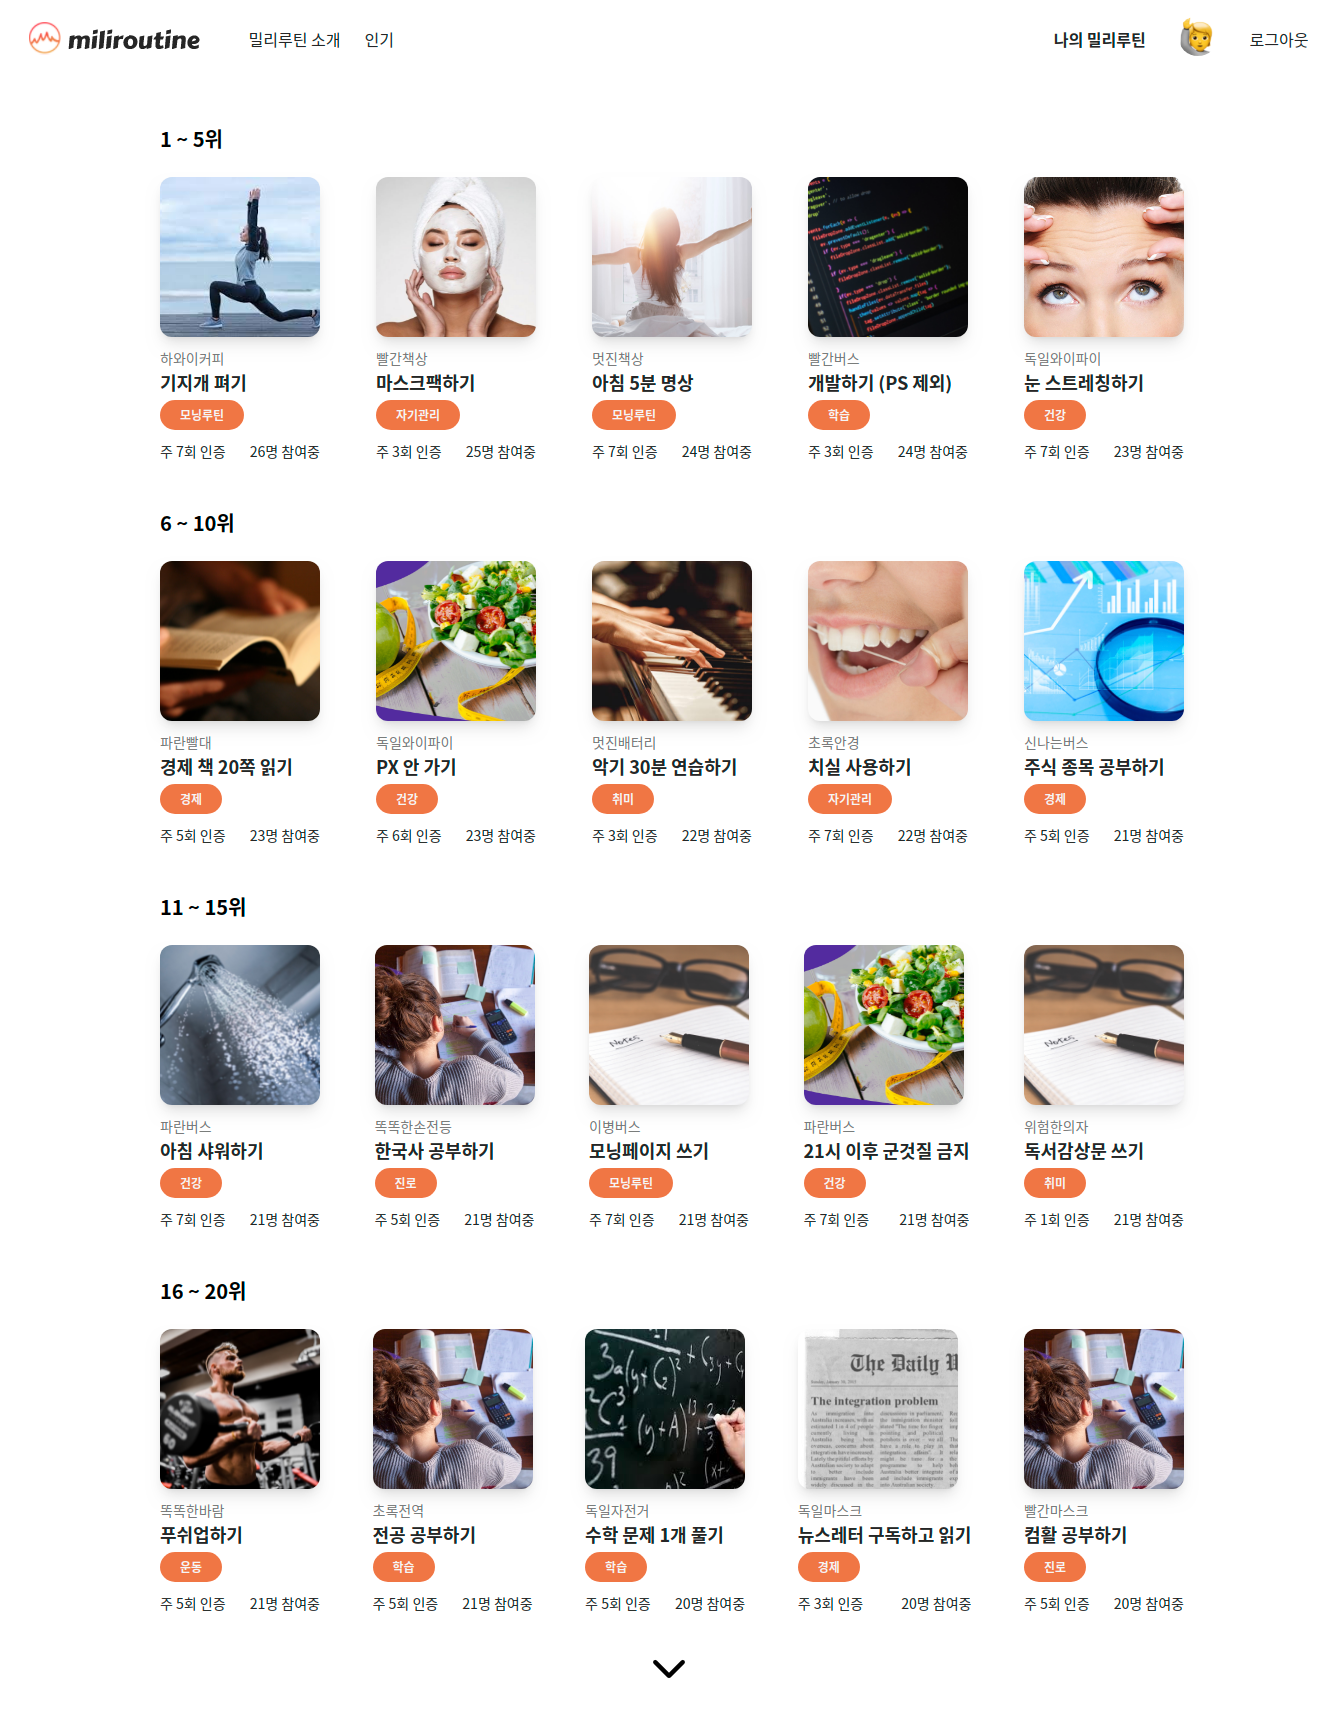 miliroutine 밀리루틴 소개 인기 나의 밀리루틴 로그아웃
1 ~ 5위
하와이커피 빨간책상 멋진책상 빨간버스 독일와이파이
기지개 펴기 마스크팩하기 아침 5분 명상 개발하기 (PS 제외) 눈 스트레칭하기
모닝루틴 자기관리 모닝루틴 학습 건강
주 7회 인증 26명 참여중 주 3회 인증 25명 참여중 주 7회 인증 24명 참여중 주 3회 인증 24명 참여중 주 7회 인증 23명 참여중
6 ~ 10위
파란빨대 독일와이파이 멋진배터리 초록안경 신나는버스
경제 책 20쪽 읽기 PX 안 가기 악기 30분 연습하기 치실 사용하기 주식 종목 공부하기
경제 건강 취미 자기관리 경제
주 5회 인증 23명 참여중 주 6회 인증 23명 참여중 주 3회 인증 22명 참여중 주 7회 인증 22명 참여중 주 5회 인증 21명 참여중
11 ~ 15위
Notes Notes
파란버스 똑똑한손전등 이병버스 파란버스 위험한의자
아침 샤워하기 한국사 공부하기 모닝페이지 쓰기 21시 이후 군것질 금지 독서감상문 쓰기
건강 진로 모닝루틴 건강 취미
주 7회 인증 21명 참여중 주 5회 인증 21명 참여중 주 7회 인증 21명 참여중 주 7회 인증 21명 참여중 주 1회 인증 21명 참여중
16 ~ 20위
The Daily
The integration problem
똑똑한바람 초록전역 독일자전거 독일마스크 빨간마스크
푸쉬업하기 전공 공부하기 수학 문제 1개 풀기 뉴스레터 구독하고 읽기 컴활 공부하기
운동 학습 학습 경제 진로
주 5회 인증 21명 참여중 주 5회 인증 21명 참여중 주 5회 인증 20명 참여중 주 3회 인증 20명 참여중 주 5회 인증 20명 참여중